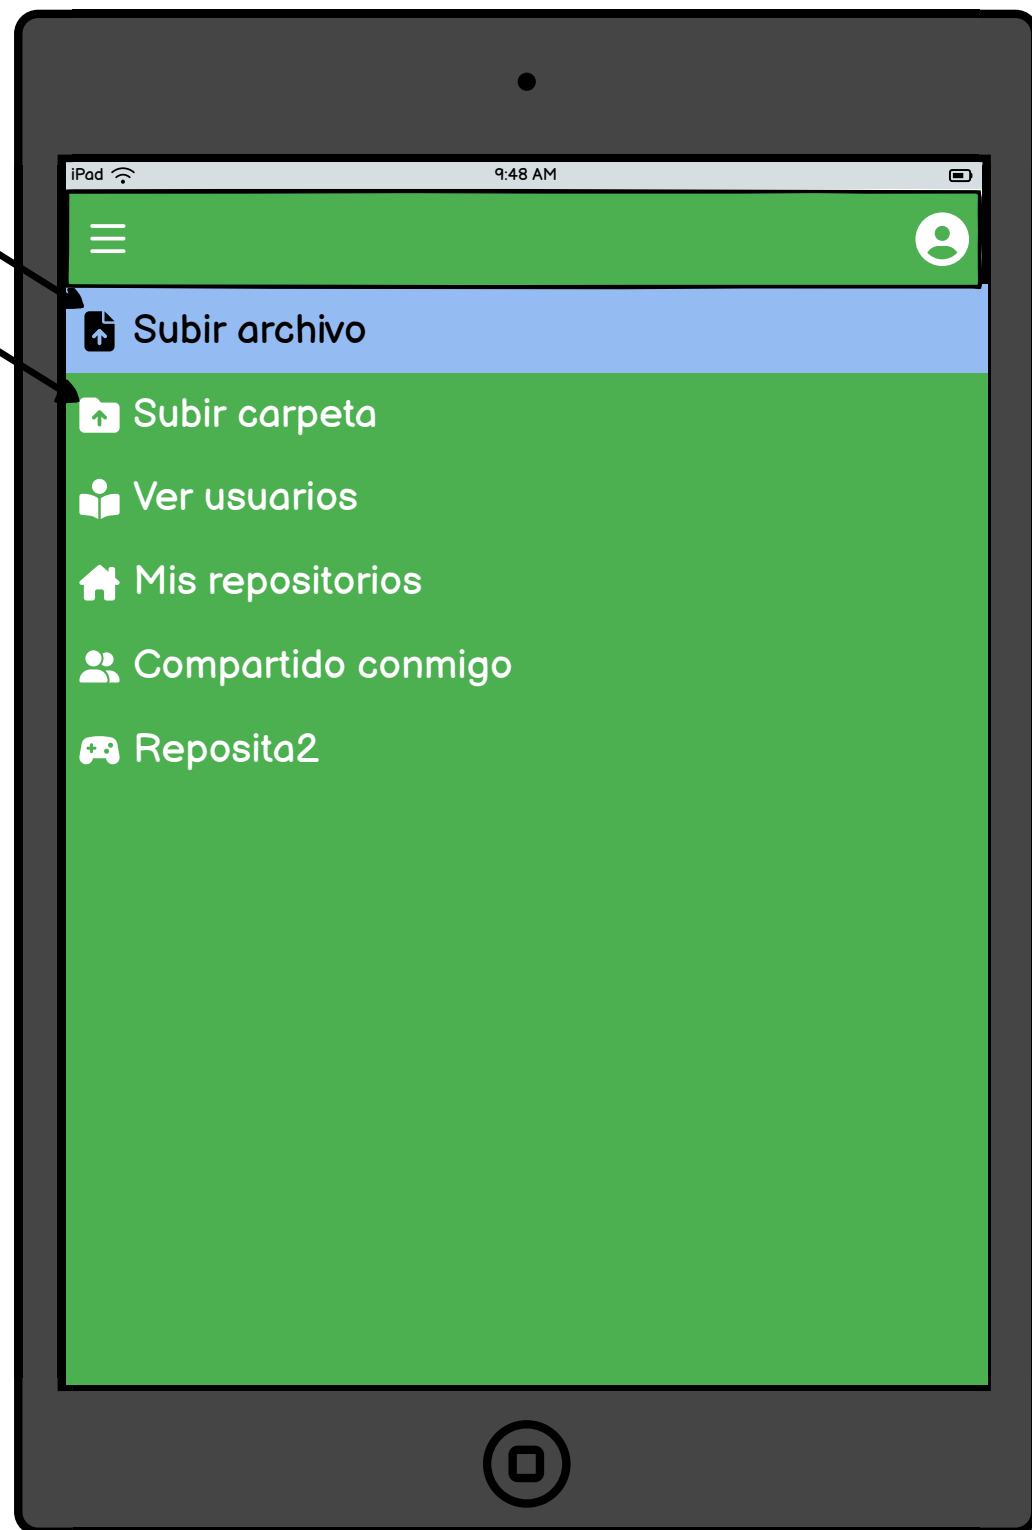 iPad 9:48 AM
Subir archivo
Subir carpeta
Ver usuarios
Mis repositorios
Compartido conmigo
Reposita2